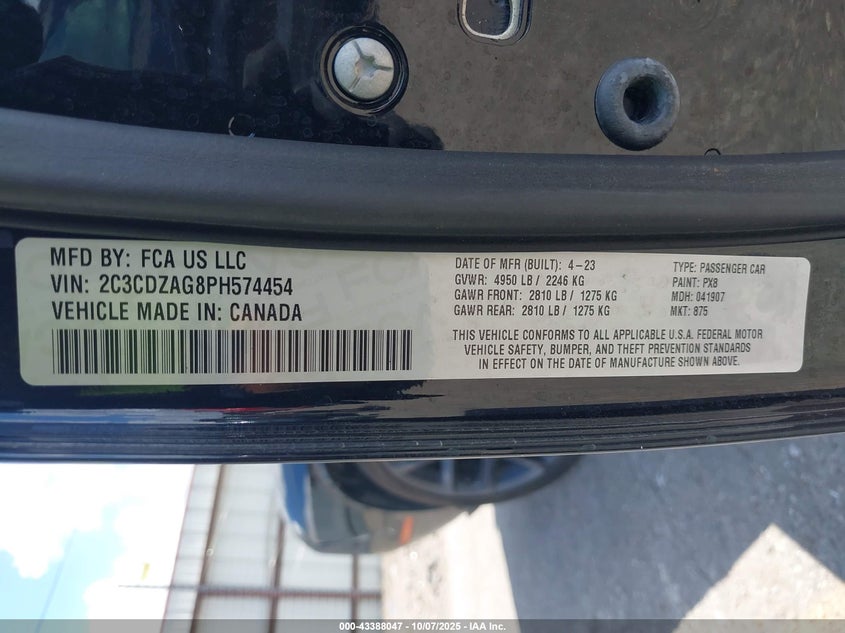 MFD BY: FCA US LLC
VIN: 2C3CDZAG8PH574454
VEHICLE MADE IN: CANADA
DATE OF MFR (BUILT): 4-23
GVWR: 4950 LB / 2246 KG
GAWR FRONT: 2810 LB / 1275 KG
GAWR REAR: 2810 LB / 1275 KG
TYPE: PASSENGER CAR
PAINT: PX8
MDH: 041907
MKT: 875
THIS VEHICLE CONFORMS TO ALL APPLICABLE U.S.A. FEDERAL MOTOR
VEHICLE SAFETY, BUMPER, AND THEFT PREVENTION STANDARDS
IN EFFECT ON THE DATE OF MANUFACTURE SHOWN ABOVE.
000-43388047 - 10/07/2025 - IAA Inc.